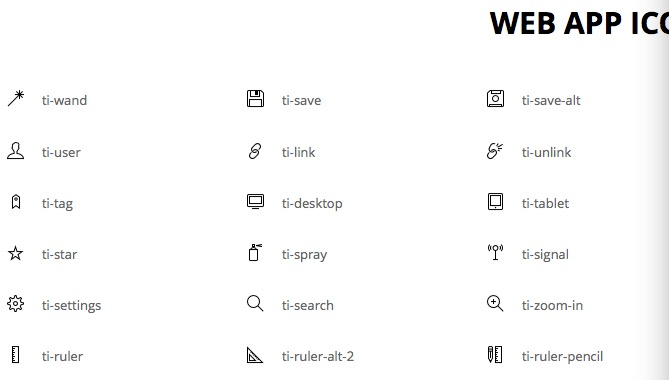 WEB APP ICO
ti-wand ti-save ti-save-alt
ti-user ti-link ti-unlink
ti-tag ti-desktop ti-tablet
ti-star ti-spray ti-signal
ti-settings ti-search ti-zoom-in
ti-ruler ti-ruler-alt-2 ti-ruler-pencil